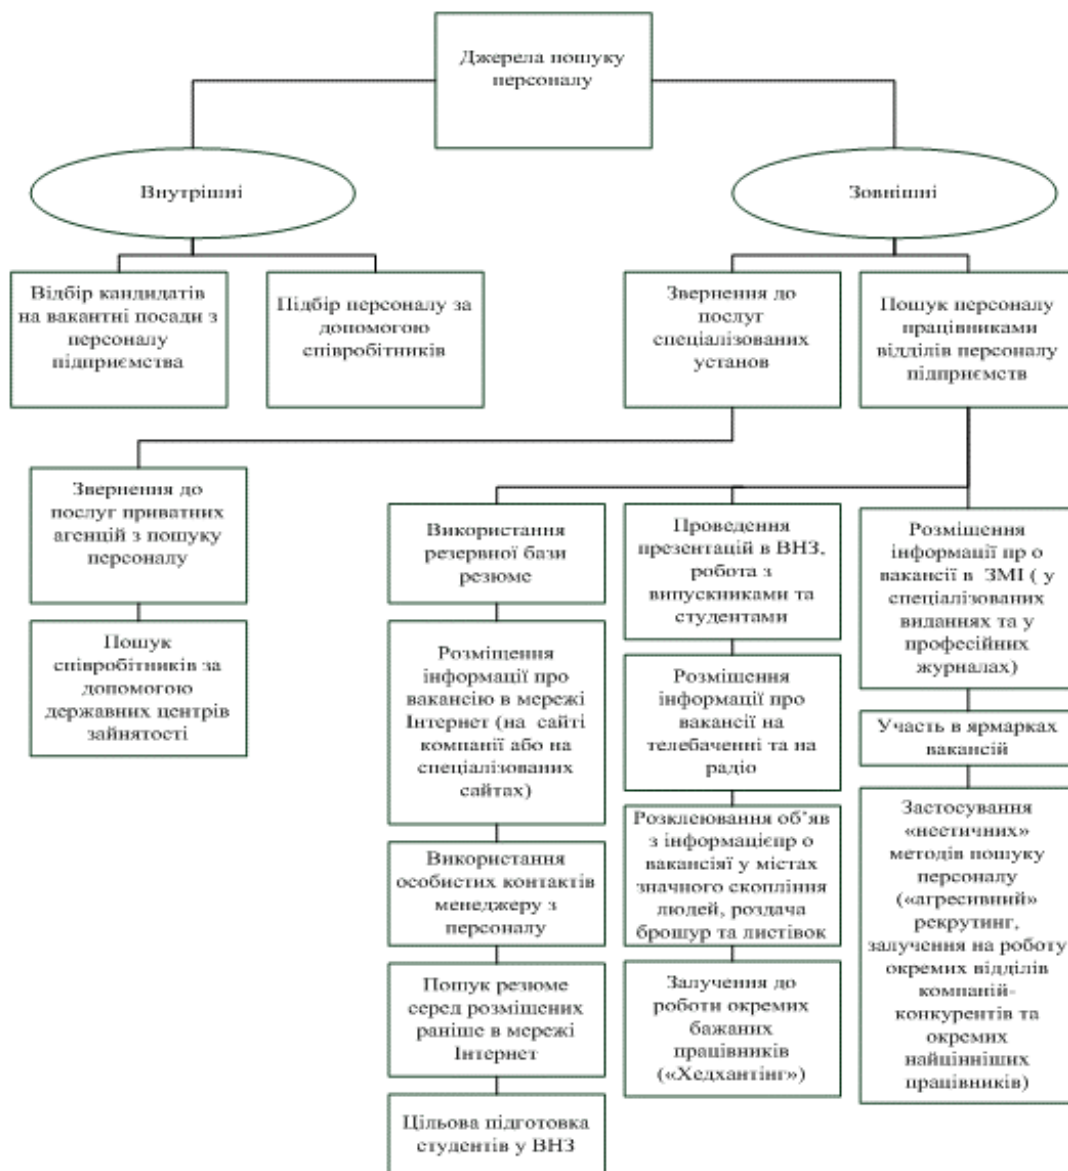 Джерела пошуку
персоналу
Внутрішні
Зовнішні
Відбір кандидатів
на вакантні посади з
персоналу
підприємства
Підбір персоналу за
допомогою
співробітників
Звернення до
послуг
спеціалізованих
установ
Пошук персоналу
працівниками
відділів персоналу
підприємств
Звернення до
послуг приватних
агенцій з пошуку
персоналу
Пошук
співробітників за
допомогою
державних центрів
зайнятості
Використання
резервної бази
резюме
Розміщення
інформації про
вакансію в мережі
Інтернет (на сайті
компанії або на
спеціалізованих
сайтах)
Використання
особистих контактів
менеджеру з
персоналу
Пошук резюме
серед розміщених
раніше в мережі
Інтернет
Цільова підготовка
студентів у ВНЗ
Проведення
презентацій в ВНЗ,
робота з
випускниками та
студентами
Розміщення
інформації про
вакансії на
телебаченні та на
радіо
Розклеювання об’яв
з інформацієпр о
вакансіяї у містах
значного скопління
людей, роздача
брошур та листівок
Залучення до
роботи окремих
бажаних
працівників
(«Хедхантінг»)
Розміщення
інформації пр о
вакансії в ЗМІ ( у
спеціалізованих
виданнях та у
професійних
журналах)
Участь в ярмарках
вакансій
Застосування
«неетичних»
методів пошуку
персоналу
(«агресивний»
рекрутинг,
залучення на роботу
окремих відділів
компаній-
конкурентів та
окремих
найцінніших
працівників)